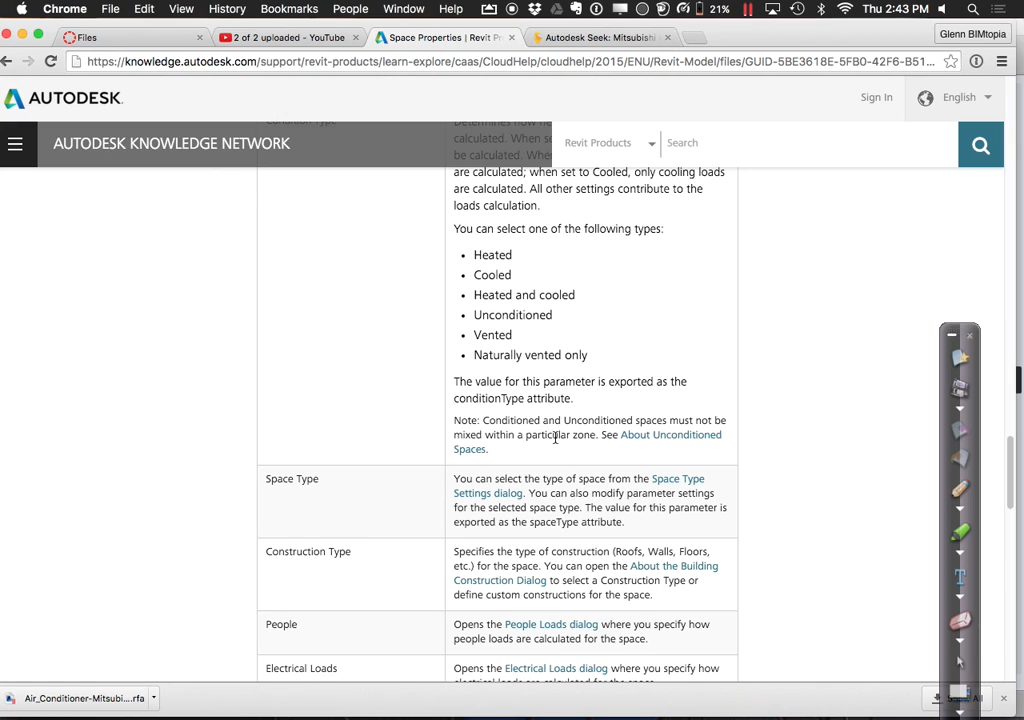 Chrome File Edit View History Bookmarks People Window Help 21% Thu 2:43 PM
Files 2 of 2 uploaded - YouTube Space Properties | Revit Pr Autodesk Seek: Mitsubishi Glenn BIMtopia
https://knowledge.autodesk.com/support/revit-products/learn-explore/caas/CloudHelp/cloudhelp/2015/ENU/Revit-Model/files/GUID-5BE3618E-5FB0-42F6-B51...
AUTODESK. Sign In English
AUTODESK KNOWLEDGE NETWORK Revit Products Search
calculated. When se
be calculated. When
are calculated; when set to Cooled, only cooling loads
are calculated. All other settings contribute to the
loads calculation.
You can select one of the following types:
• Heated
• Cooled
• Heated and cooled
• Unconditioned
• Vented
• Naturally vented only
The value for this parameter is exported as the
conditionType attribute.
Note: Conditioned and Unconditioned spaces must not be
mixed within a particular zone. See About Unconditioned
Spaces.
Space Type
You can select the type of space from the Space Type
Settings dialog. You can also modify parameter settings
for the selected space type. The value for this parameter is
exported as the spaceType attribute.
Construction Type
Specifies the type of construction (Roofs, Walls, Floors,
etc.) for the space. You can open the About the Building
Construction Dialog to select a Construction Type or
define custom constructions for the space.
People
Opens the People Loads dialog where you specify how
people loads are calculated for the space.
Electrical Loads
Opens the Electrical Loads dialog where you specify how
Air_Conditioner-Mitsubi....rfa